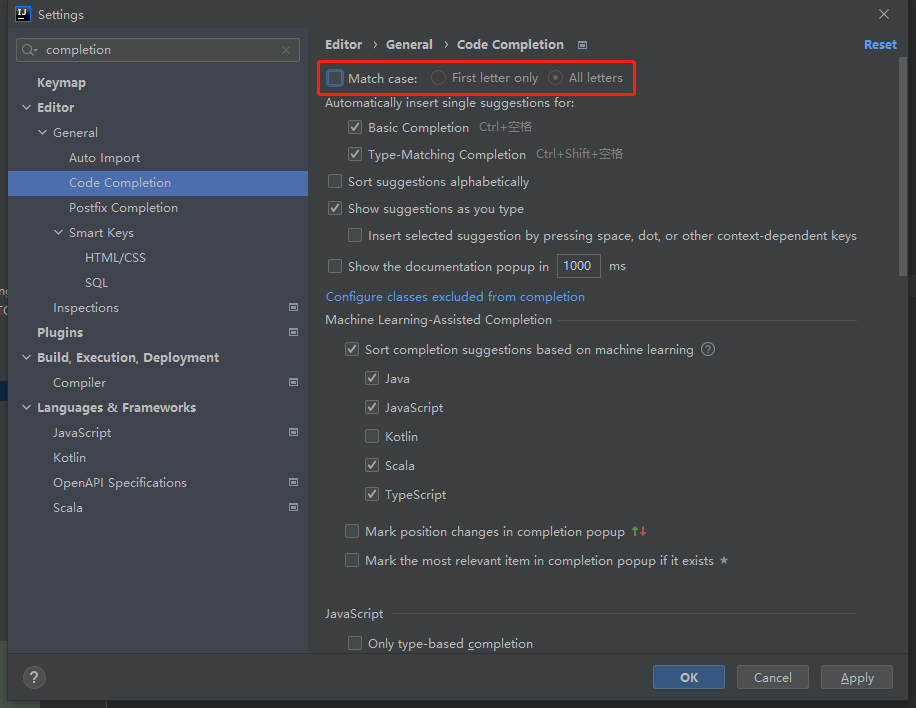 Settings
completion
Keymap
Editor
General
Auto Import
Code Completion
Postfix Completion
Smart Keys
HTML/CSS
SQL
Inspections
Plugins
Build, Execution, Deployment
Compiler
Languages & Frameworks
JavaScript
Kotlin
OpenAPI Specifications
Scala
Editor › General › Code Completion
Reset
Match case: First letter only All letters
Automatically insert single suggestions for:
Basic Completion Ctrl+空格
Type-Matching Completion Ctrl+Shift+空格
Sort suggestions alphabetically
Show suggestions as you type
Insert selected suggestion by pressing space, dot, or other context-dependent keys
Show the documentation popup in 1000 ms
Configure classes excluded from completion
Machine Learning-Assisted Completion
Sort completion suggestions based on machine learning ?
Java
JavaScript
Kotlin
Scala
TypeScript
Mark position changes in completion popup ↑↓
Mark the most relevant item in completion popup if it exists ★
JavaScript
Only type-based completion
?
OK Cancel Apply